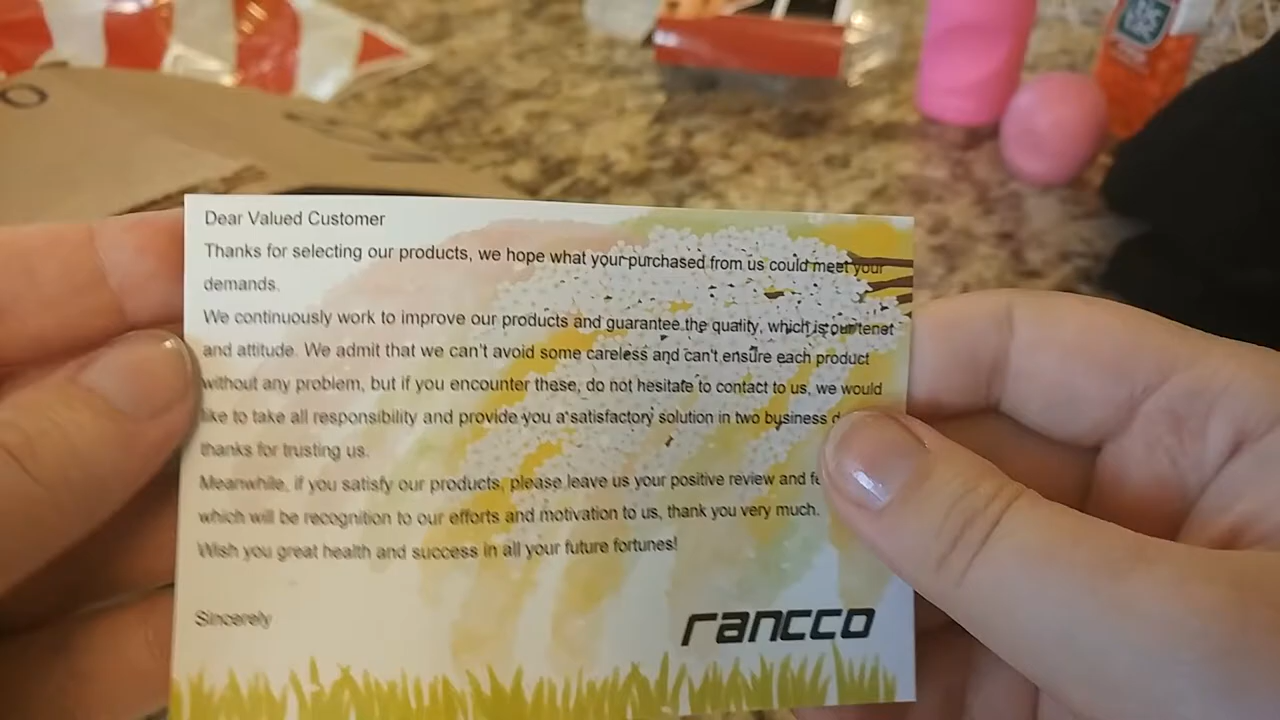 Dear Valued Customer
Thanks for selecting our products, we hope what your purchased from us could meet your
demands.
We continuously work to improve our products and guarantee the quality, which is our tenet
and attitude. We admit that we can't avoid some careless and can't ensure each product
without any problem, but if you encounter these, do not hesitate to contact to us, we would
like to take all responsibility and provide you a satisfactory solution in two business
thanks for trusting us.
Meanwhile, if you satisfy our products, please leave us your positive review and
which will be recognition to our efforts and motivation to us, thank you very much.
Wish you great health and success in all your future fortunes!
Sincerely
rancco